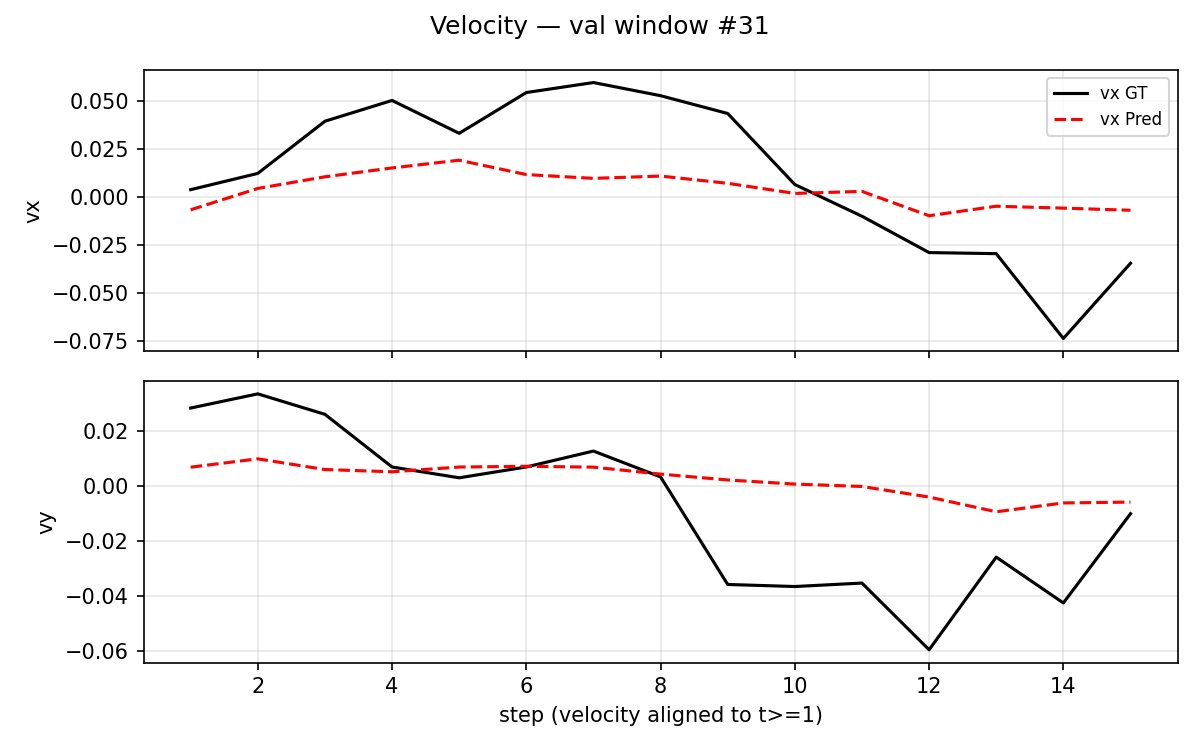 Velocity — val window #31
vx GT
vx Pred
0.050
0.025
0.000
−0.025
−0.050
−0.075
vx
0.02
0.00
−0.02
−0.04
−0.06
vy
2 4 6 8 10 12 14
step (velocity aligned to t>=1)